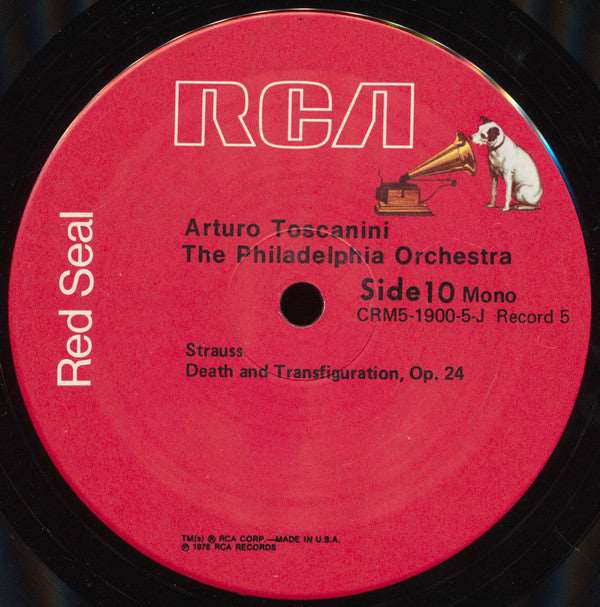 RCA
Red Seal
Arturo Toscanini
The Philadelphia Orchestra
Side 10 Mono
CRM5-1900-5-J Record 5
Strauss
Death and Transfiguration, Op. 24
TM(s) ® RCA CORP.—MADE IN U.S.A.
℗ 1976 RCA RECORDS